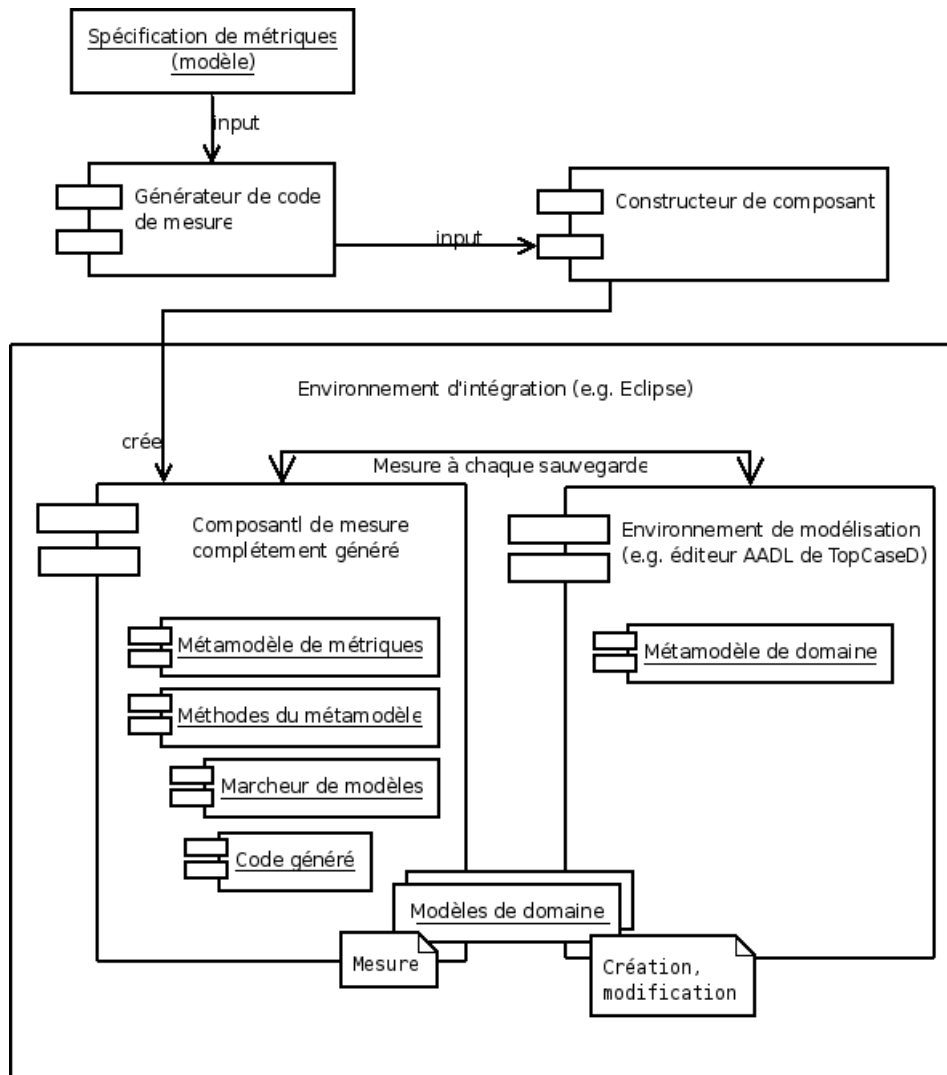 Spécification de métriques
(modèle)
input
Générateur de code
de mesure
input
Constructeur de composant
Environnement d'intégration (e.g. Eclipse)
crée
Mesure à chaque sauvegarde
Composantl de mesure
complétement généré
Environnement de modélisation
(e.g. éditeur AADL de TopCaseD)
Métamodèle de métriques
Métamodèle de domaine
Méthodes du métamodèle
Marcheur de modèles
Code généré
Modèles de domaine
Mesure
Création,
modification